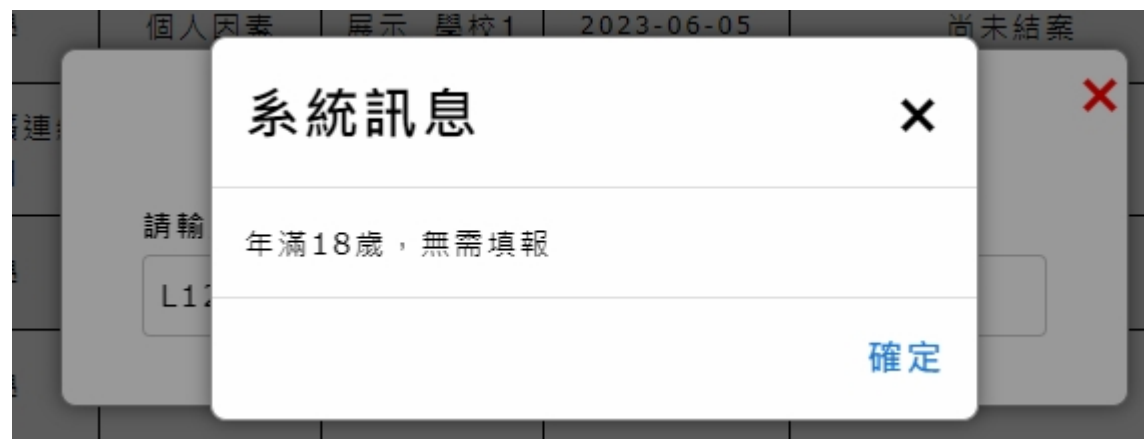 個人因素 展示 學校1 2023-06-05 尚未結案
系統訊息
請輸
年滿18歲，無需填報
L12
確定